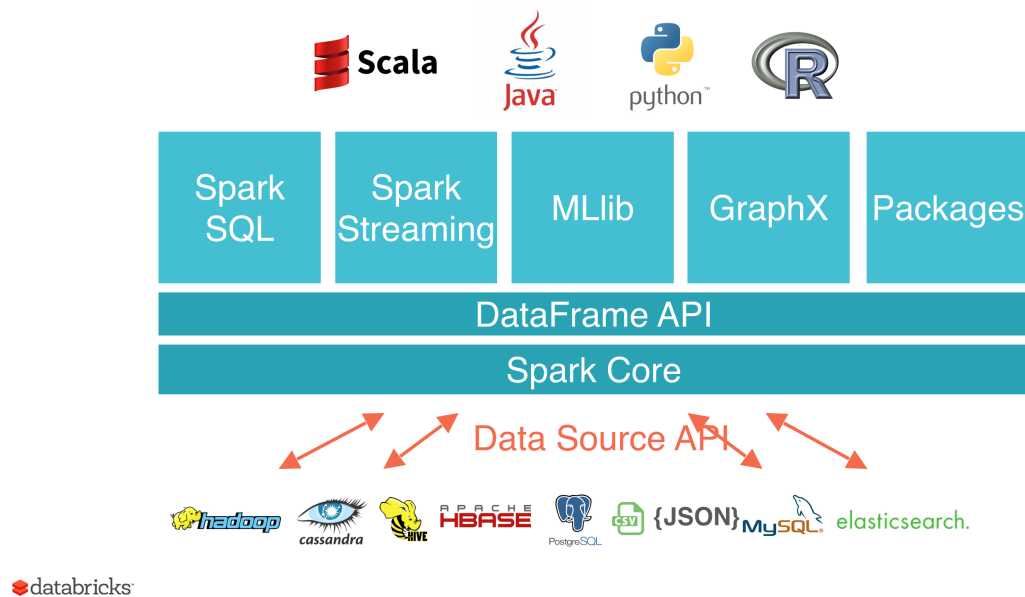 Scala
Java
python™
R
Spark SQL
Spark Streaming
MLlib
GraphX
Packages
DataFrame API
Spark Core
Data Source API
hadoop
cassandra
HIVE
APACHE
HBASE
PostgreSQL
CSV
{JSON}
MySQL®
elasticsearch.
databricks